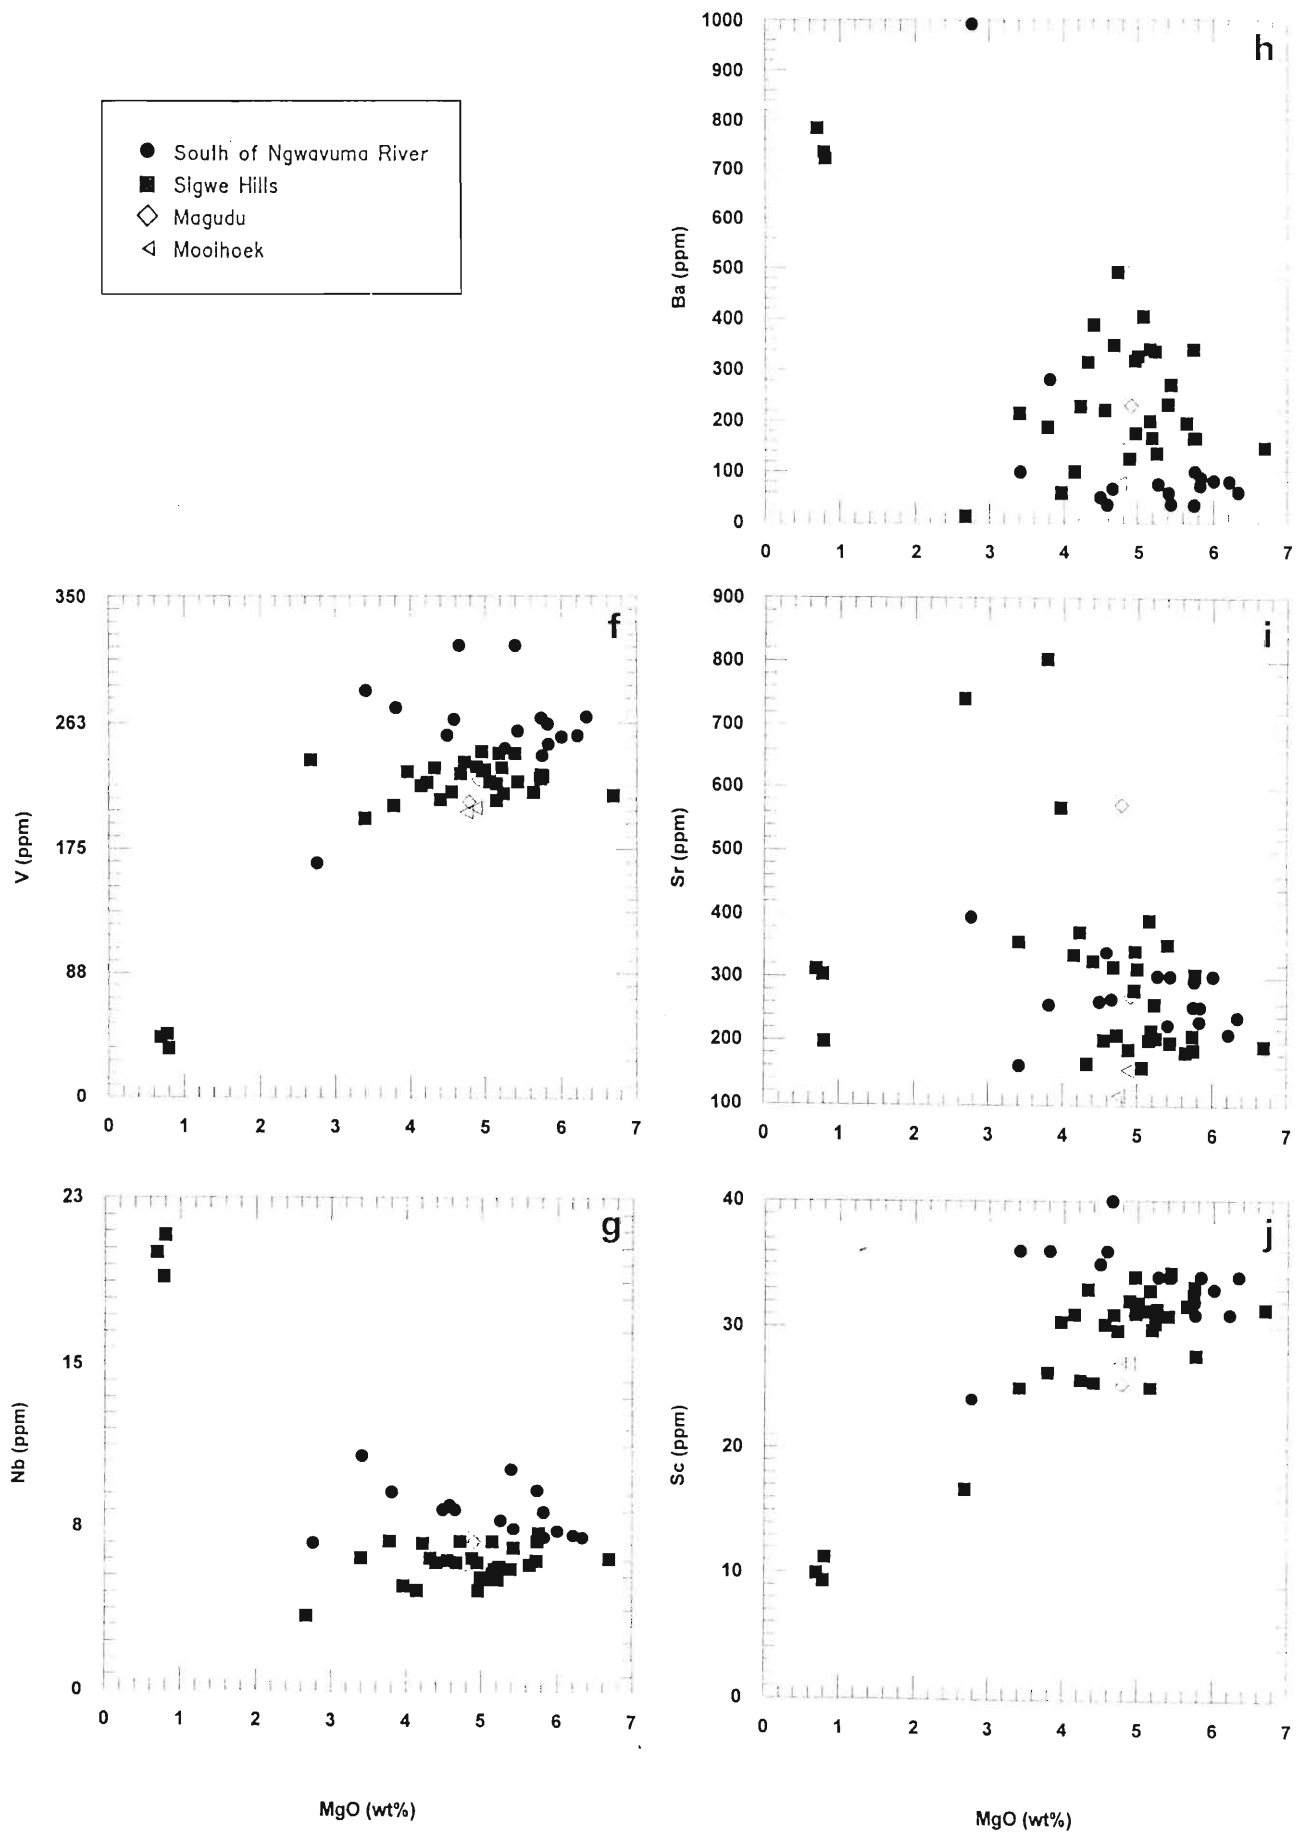 South of Ngwavuma River
Sigwe Hills
Magudu
Mooihoek
h
1000
900
800
700
600
500
400
300
200
100
0
Ba (ppm)
0 1 2 3 4 5 6 7
f
350
263
175
88
0
V (ppm)
0 1 2 3 4 5 6 7
i
900
800
700
600
500
400
300
200
100
Sr (ppm)
0 1 2 3 4 5 6 7
g
23
15
8
0
Nb (ppm)
0 1 2 3 4 5 6 7
MgO (wt%)
j
40
30
20
10
0
Sc (ppm)
0 1 2 3 4 5 6 7
MgO (wt%)